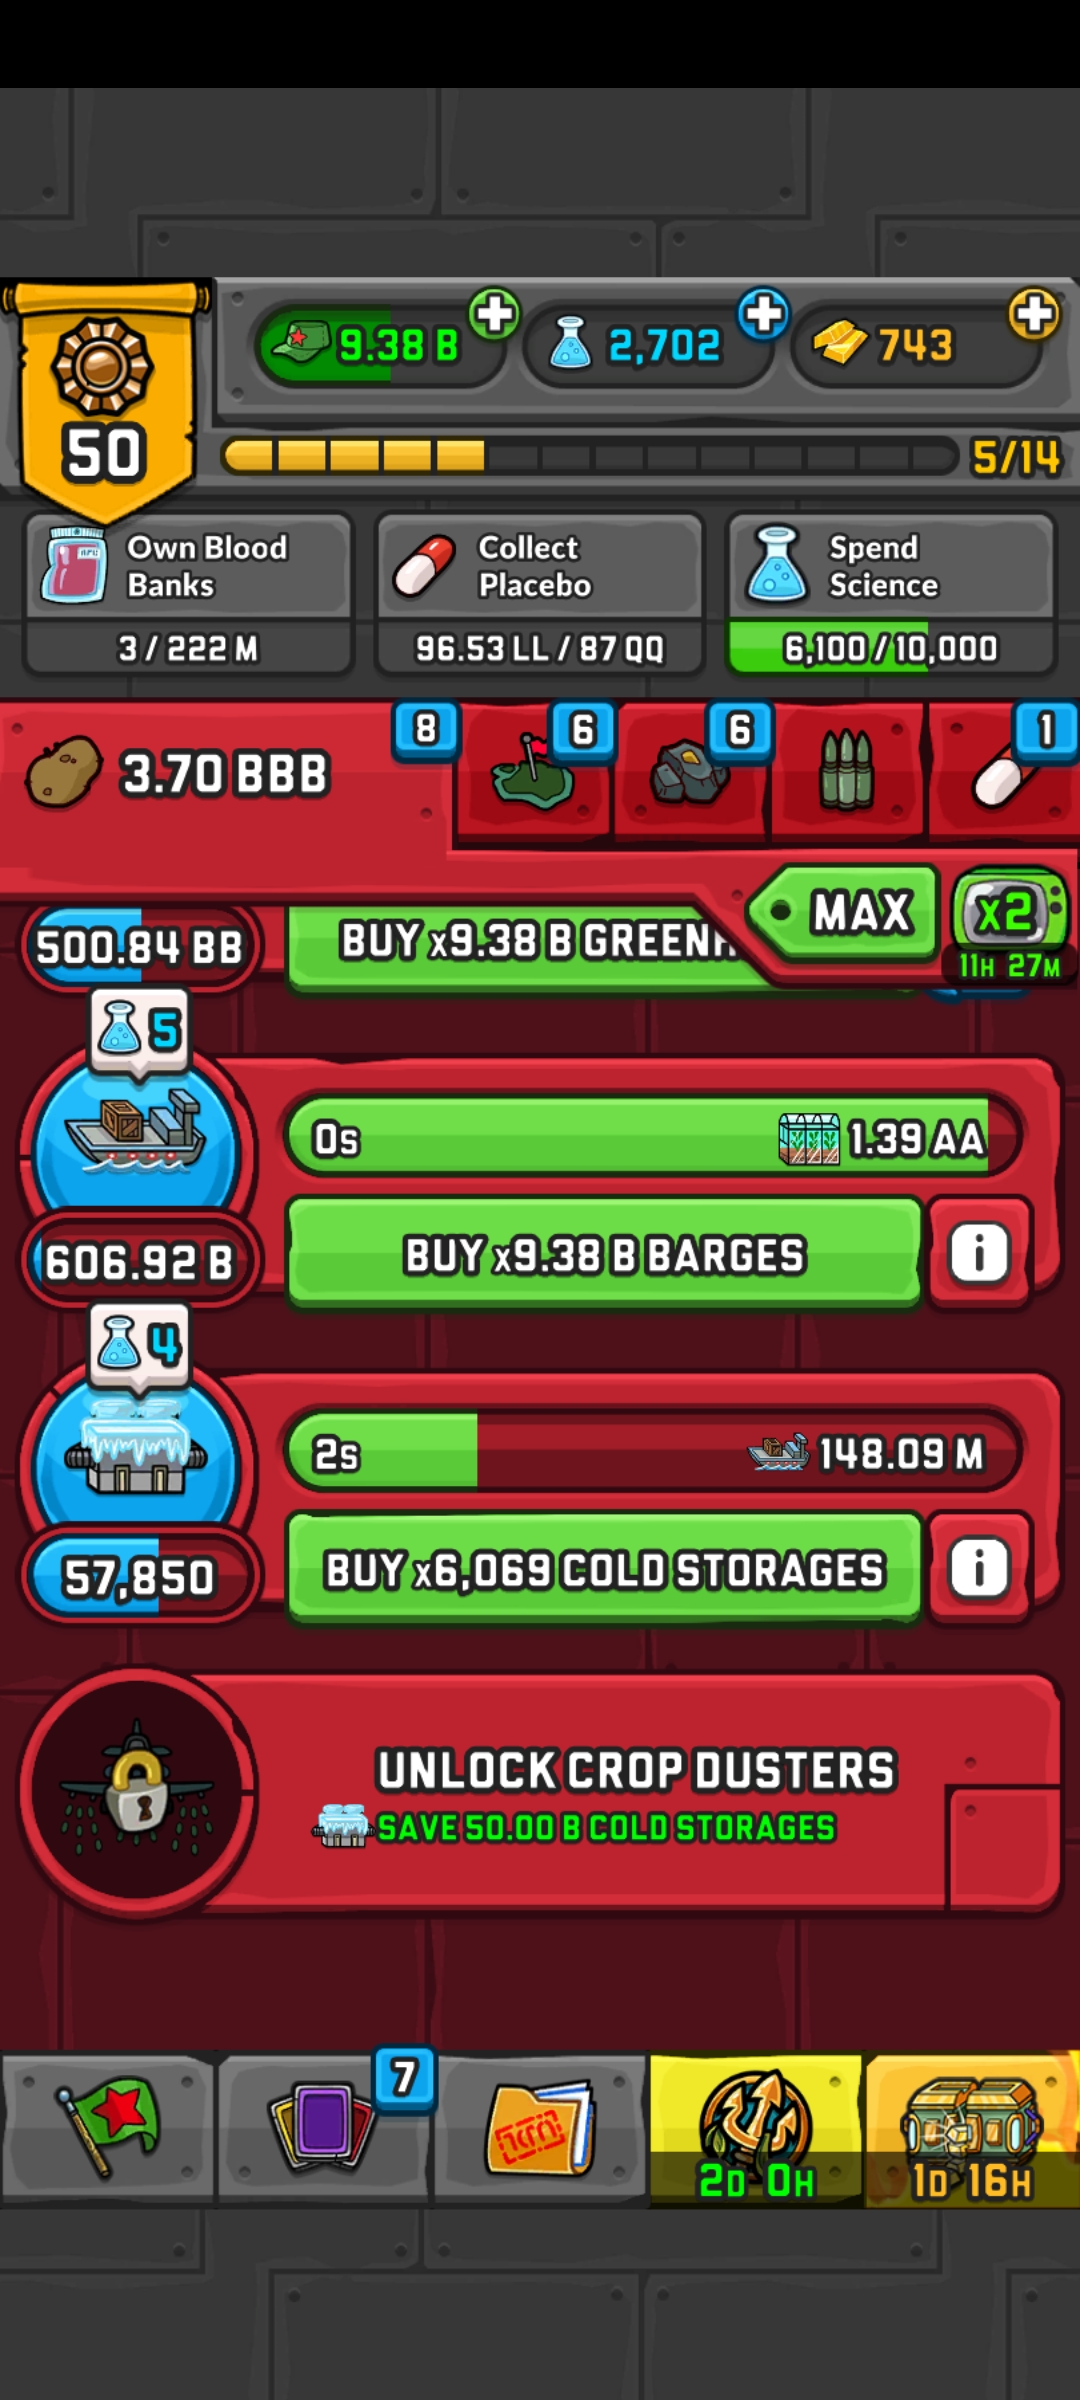 9.38 B
2,702
743
50
5/14
Own Blood
Banks
3 / 222 M
Collect
Placebo
96.53 LL / 87 QQ
Spend
Science
6,100 / 10,000
3.70 BBB
8
6
6
1
MAX
x2
11H 27M
500.84 BB
BUY x9.38 B
5
0s
1.39 AA
606.92 B
BUY x9.38 B BARGES
i
4
2s
148.09 M
57,850
BUY x6,069 COLD STORAGES
i
UNLOCK CROP DUSTERS
SAVE 50.00 B COLD STORAGES
7
2D 0H
1D 16H